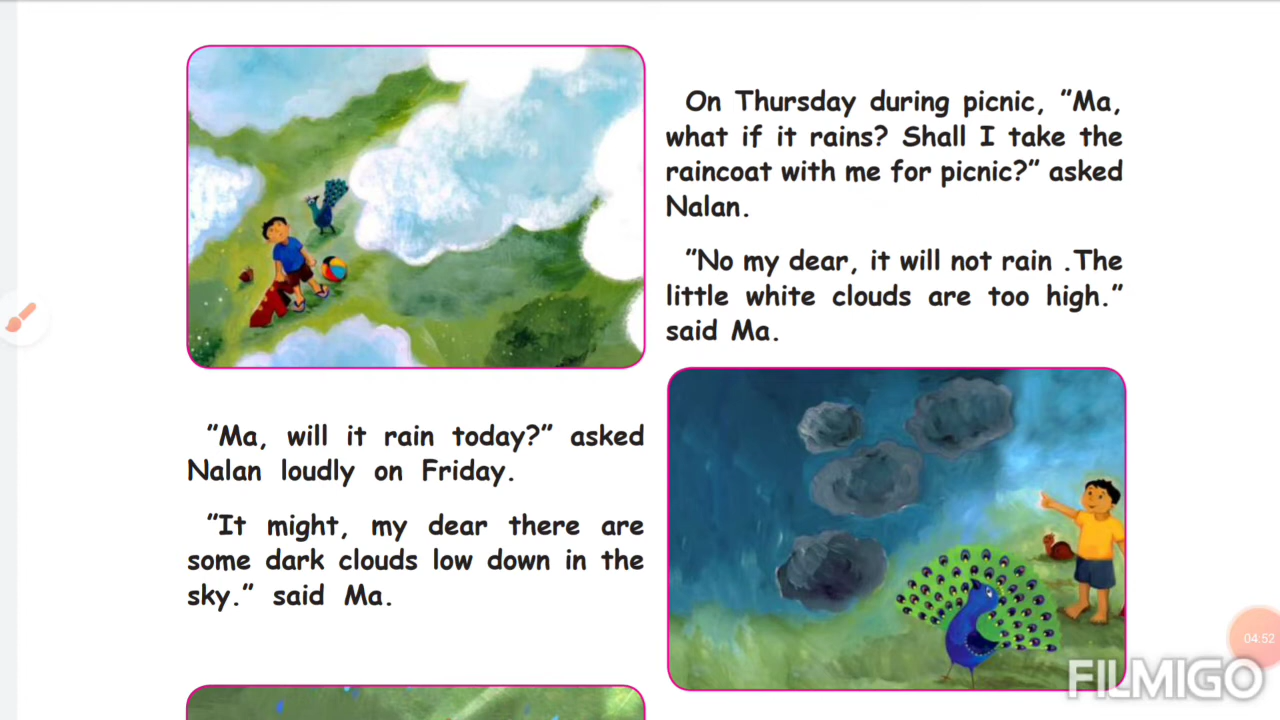 On Thursday during picnic, "Ma,
what if it rains? Shall I take the
raincoat with me for picnic?" asked
Nalan.
"No my dear, it will not rain .The
little white clouds are too high."
said Ma.
"Ma, will it rain today?" asked
Nalan loudly on Friday.
"It might, my dear there are
some dark clouds low down in the
sky." said Ma.
04:52
FILMIGO